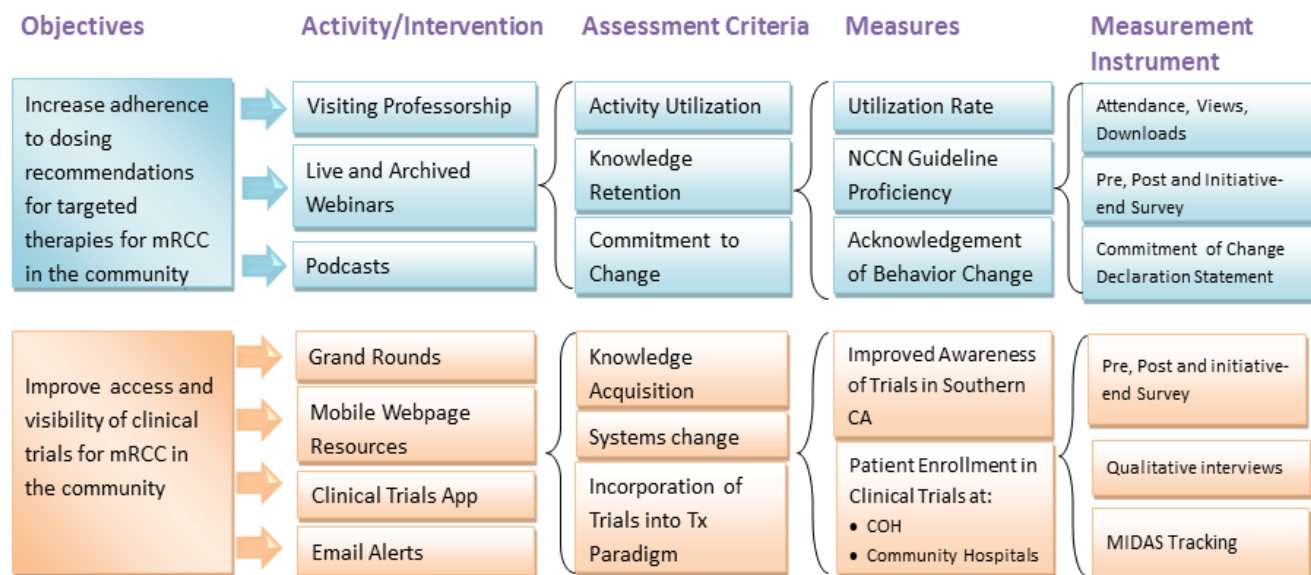 Objectives
Activity/Intervention
Assessment Criteria
Measures
Measurement
Instrument
Increase adherence
to dosing
recommendations
for targeted
therapies for mRCC
in the community
Visiting Professorship
Live and Archived
Webinars
Podcasts
Activity Utilization
Knowledge
Retention
Commitment to
Change
Utilization Rate
NCCN Guideline
Proficiency
Acknowledgement
of Behavior Change
Attendance, Views,
Downloads
Pre, Post and Initiative-
end Survey
Commitment of Change
Declaration Statement
Improve access and
visibility of clinical
trials for mRCC in
the community
Grand Rounds
Mobile Webpage
Resources
Clinical Trials App
Email Alerts
Knowledge
Acquisition
Systems change
Incorporation of
Trials into Tx
Paradigm
Improved Awareness
of Trials in Southern
CA
Patient Enrollment in
Clinical Trials at:
• COH
• Community Hospitals
Pre, Post and initiative-
end Survey
Qualitative interviews
MIDAS Tracking